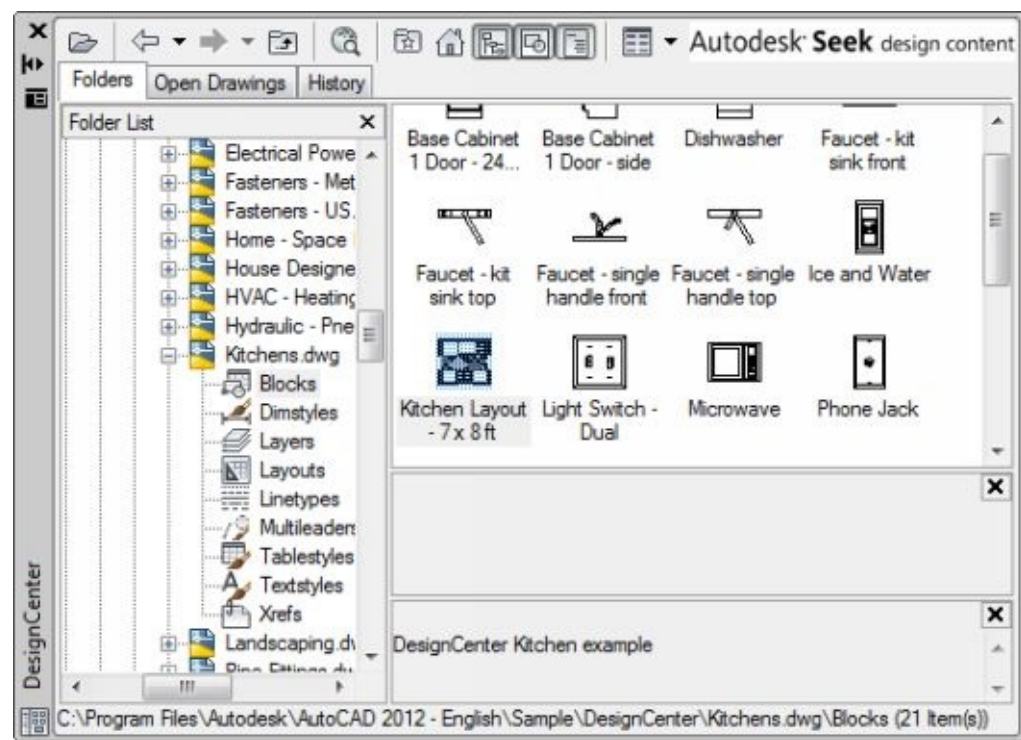 Autodesk® Seek design content
Folders
Open Drawings
History
Folder List
Electrical Powe
Fasteners - Met
Fasteners - US.
Home - Space
House Designe
HVAC - Heating
Hydraulic - Pne
Kitchens.dwg
Blocks
Dimstyles
Layers
Layouts
Linetypes
Multileaders
Tablestyles
Textstyles
Xrefs
Landscaping.d
Base Cabinet
1 Door - 24...
Base Cabinet
1 Door - side
Dishwasher
Faucet - kit
sink front
Faucet - kit
sink top
Faucet - single
handle front
Faucet - single
handle top
Ice and Water
Kitchen Layout
- 7 x 8 ft
Light Switch -
Dual
Microwave
Phone Jack
DesignCenter Kitchen example
DesignCenter
C:\Program Files\Autodesk\AutoCAD 2012 - English\Sample\DesignCenter\Kitchens.dwg\Blocks (21 Item(s))